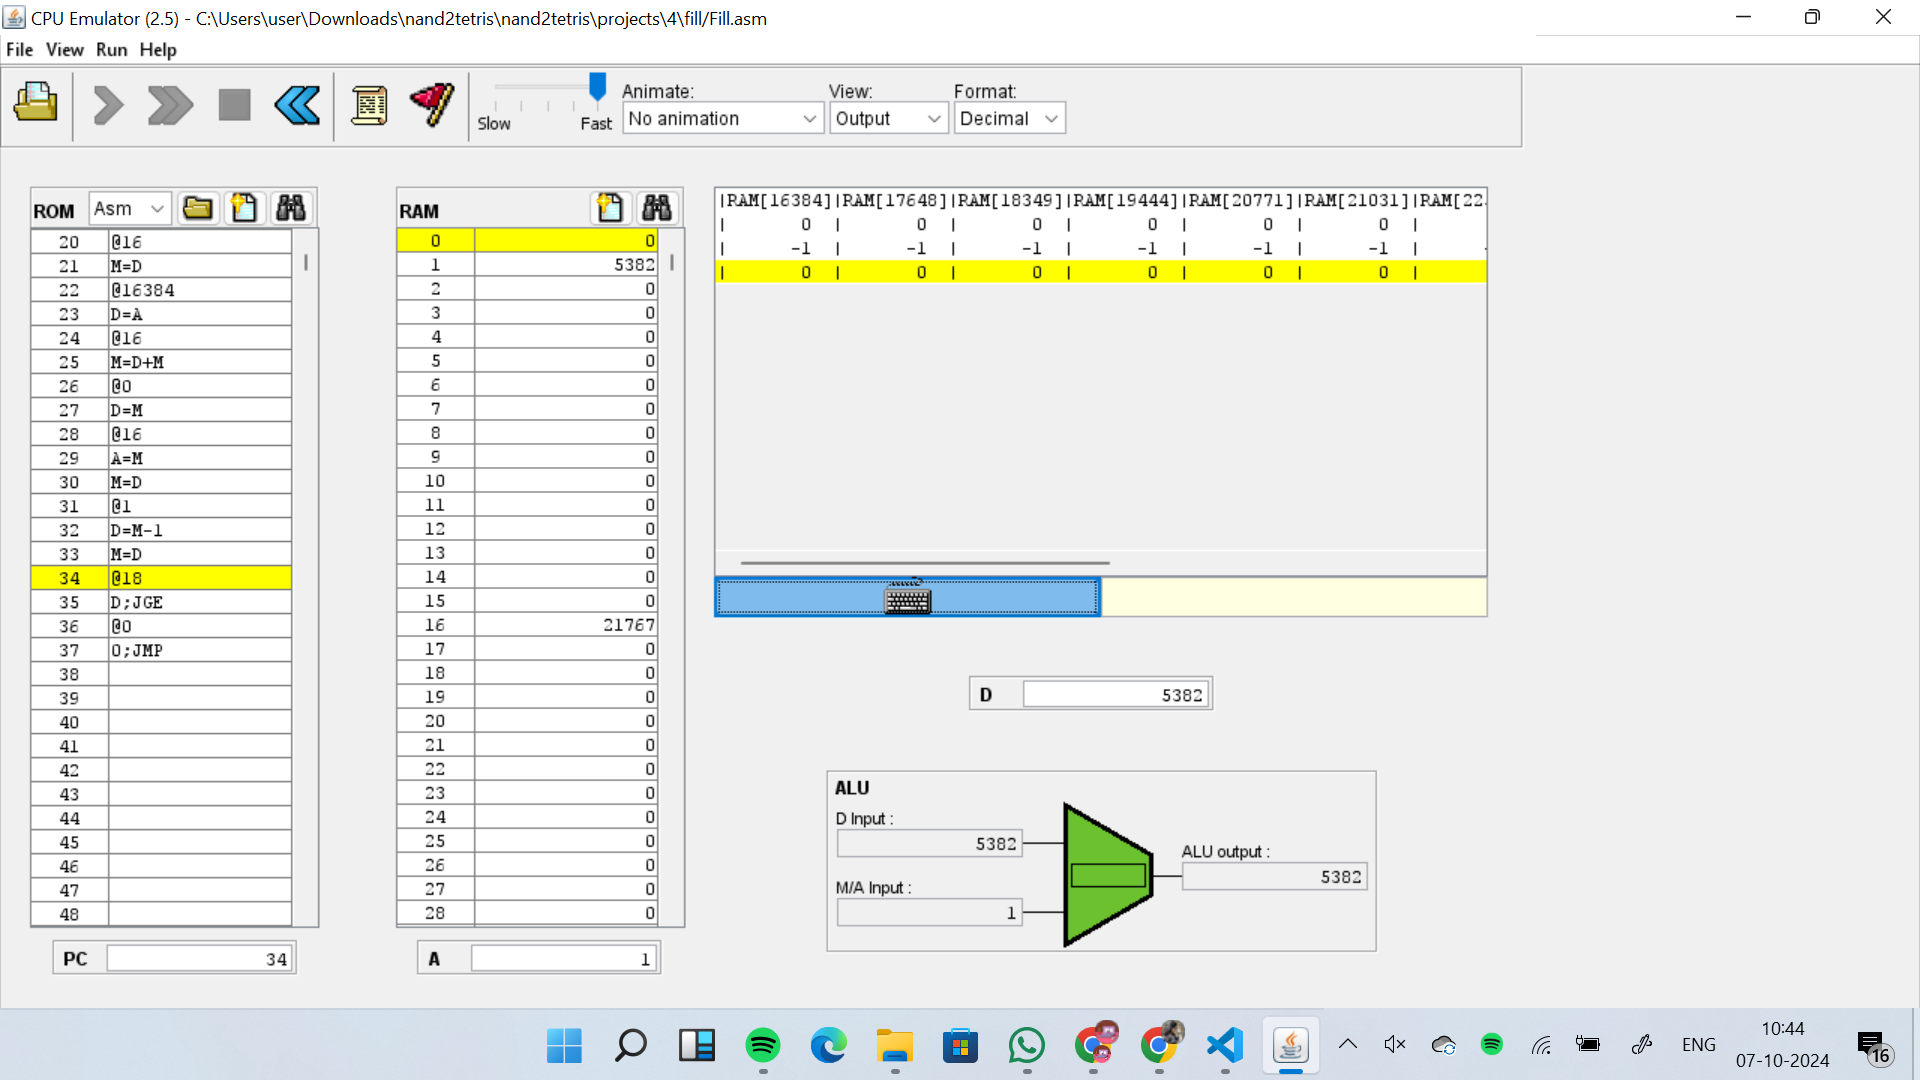 CPU Emulator (2.5) - C:\Users\user\Downloads\nand2tetris\nand2tetris\projects\4\fill/Fill.asm
File View Run Help
Slow Fast
Animate:
No animation
View:
Output
Format:
Decimal
ROM Asm
20 @16
21 M=D
22 @16384
23 D=A
24 @16
25 M=D+M
26 @0
27 D=M
28 @16
29 A=M
30 M=D
31 @1
32 D=M-1
33 M=D
34 @18
35 D;JGE
36 @0
37 0;JMP
38
39
40
41
42
43
44
45
46
47
48
PC 34
RAM
0 0
1 5382
2 0
3 0
4 0
5 0
6 0
7 0
8 0
9 0
10 0
11 0
12 0
13 0
14 0
15 0
16 21767
17 0
18 0
19 0
20 0
21 0
22 0
23 0
24 0
25 0
26 0
27 0
28 0
A 1
|RAM[16384]|RAM[17648]|RAM[18349]|RAM[19444]|RAM[20771]|RAM[21031]|RAM[22
| 0 | 0 | 0 | 0 | 0 | 0 |
| -1 | -1 | -1 | -1 | -1 | -1 |
| 0 | 0 | 0 | 0 | 0 | 0 |
D 5382
ALU
D Input :
5382
M/A Input :
1
ALU output :
5382
ENG
10:44
07-10-2024
16